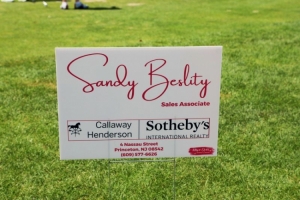 Sandy Beslity
Sales Associate
Callaway Henderson
Sotheby's
INTERNATIONAL REALTY
4 Nassau Street
Princeton, NJ 08542